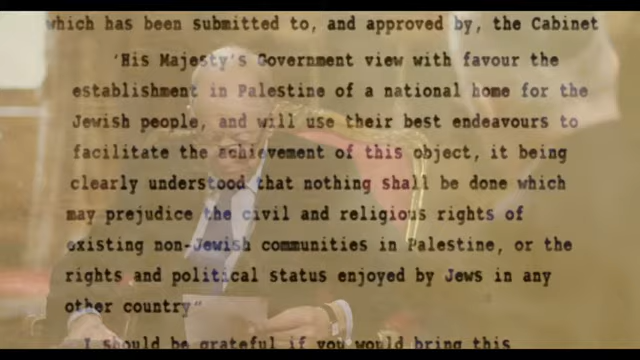 which has been submitted to, and approved by, the Cabinet
'His Majesty's Government view with favour the
establishment in Palestine of a national home for the
Jewish people, and will use their best endeavours to
facilitate the achievement of this object, it being
clearly understood that nothing shall be done which
may prejudice the civil and religious rights of
existing non-Jewish communities in Palestine, or the
rights and political status enjoyed by Jews in any
other country"
I should be grateful if you would bring this